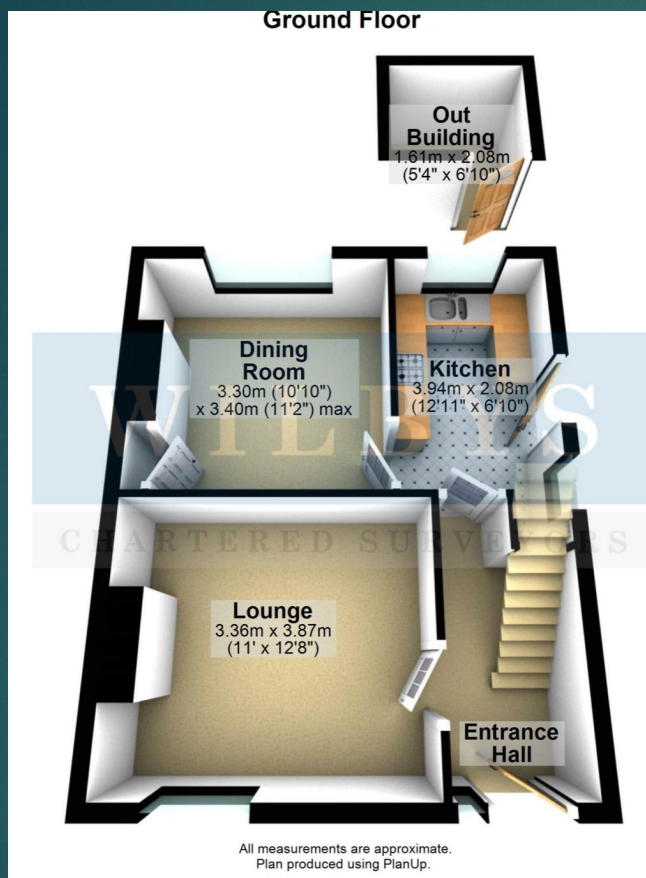 Ground Floor
Out
Building
1.61m x 2.08m
(5'4" x 6'10")
Dining
Room
3.30m (10'10")
x 3.40m (11'2") max
Kitchen
3.94m x 2.08m
(12'11" x 6'10")
WILBYS
CHARTERED SURVEYORS
Lounge
3.36m x 3.87m
(11' x 12'8")
Entrance
Hall
All measurements are approximate.
Plan produced using PlanUp.